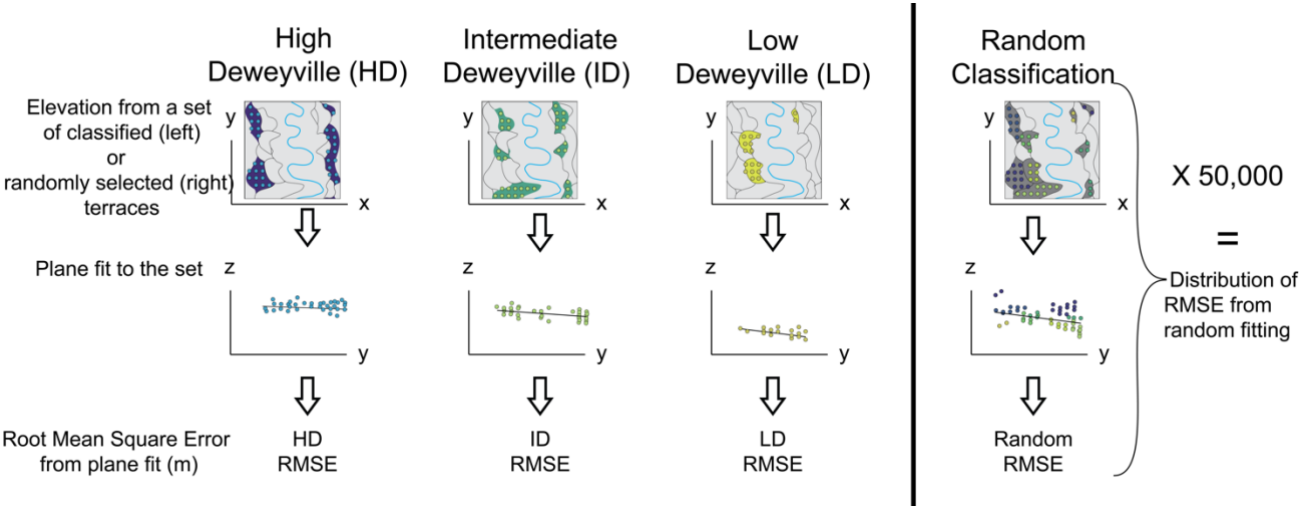 High
Deweyville (HD)
Intermediate
Deweyville (ID)
Low
Deweyville (LD)
Random
Classification
Elevation from a set
of classified (left)
or
randomly selected (right)
terraces
y
x
y
x
y
x
y
x
X 50,000
=
Distribution of
RMSE from
random fitting
Plane fit to the set
z
y
z
y
z
y
z
y
Root Mean Square Error
from plane fit (m)
HD
RMSE
ID
RMSE
LD
RMSE
Random
RMSE